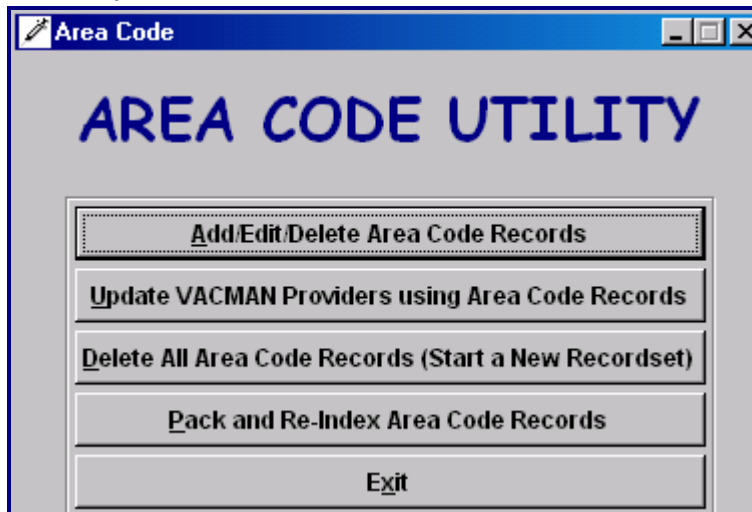 Area Code
AREA CODE UTILITY
Add/Edit/Delete Area Code Records
Update VACMAN Providers using Area Code Records
Delete All Area Code Records (Start a New Recordset)
Pack and Re-Index Area Code Records
Exit